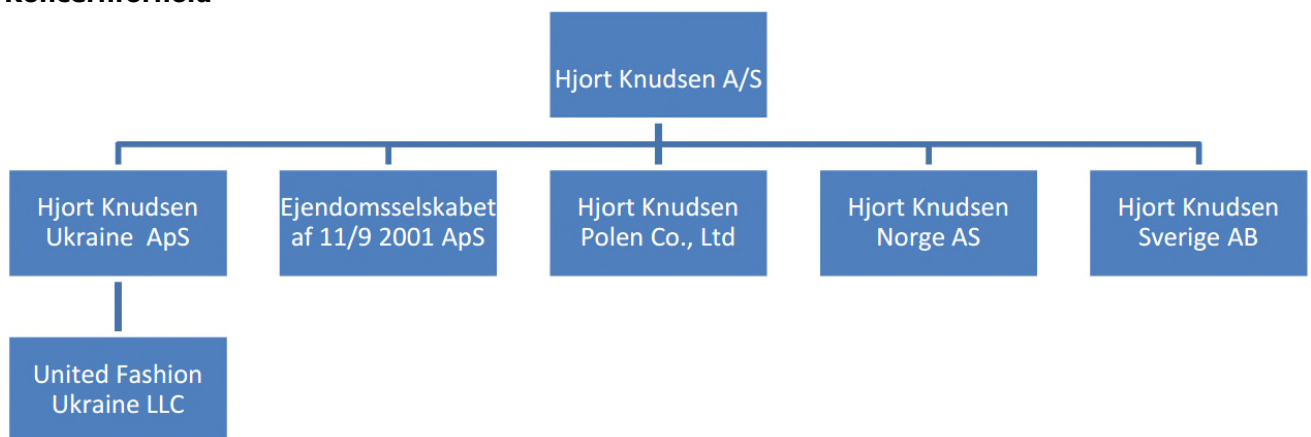 Koncernforhold
Hjort Knudsen A/S
Hjort Knudsen
Ukraine ApS
Ejendomsselskabet
af 11/9 2001 ApS
Hjort Knudsen
Polen Co., Ltd
Hjort Knudsen
Norge AS
Hjort Knudsen
Sverige AB
United Fashion
Ukraine LLC